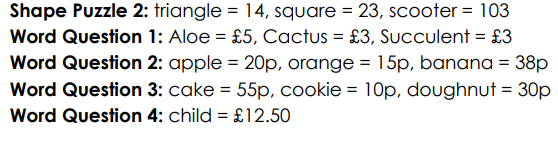 Shape Puzzle 2: triangle = 14, square = 23, scooter = 103
Word Question 1: Aloe = £5, Cactus = £3, Succulent = £3
Word Question 2: apple = 20p, orange = 15p, banana = 38p
Word Question 3: cake = 55p, cookie = 10p, doughnut = 30p
Word Question 4: child = £12.50